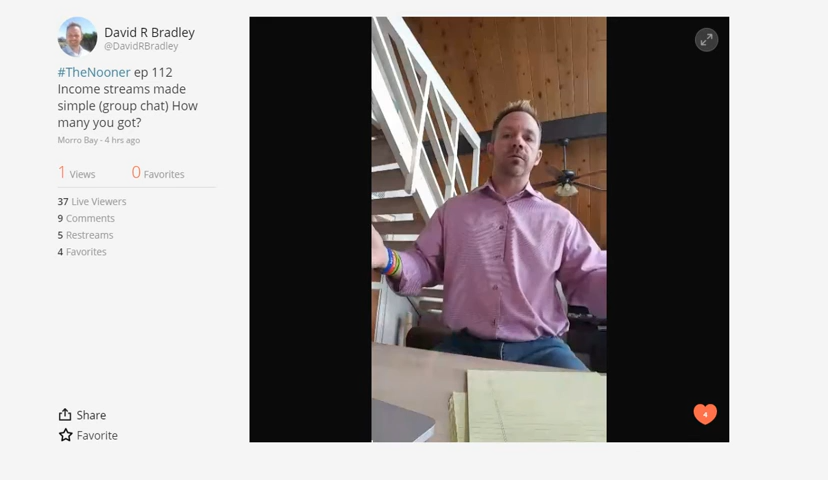 David R Bradley
@DavidRBradley
#TheNooner ep 112
Income streams made
simple (group chat) How
many you got?
Morro Bay - 4 hrs ago
1 Views 0 Favorites
37 Live Viewers
9 Comments
5 Restreams
4 Favorites
4
Share
Favorite